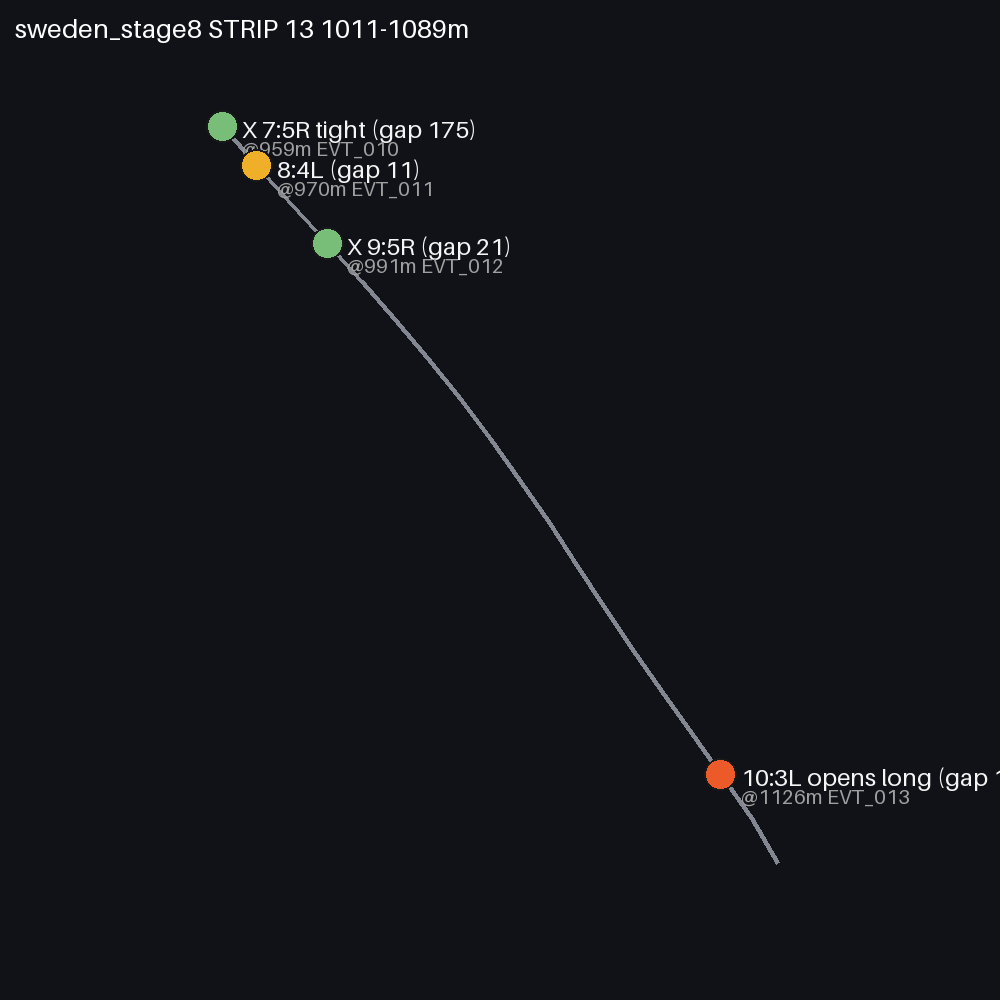 sweden_stage8 STRIP 13 1011-1089m
X 7:5R tight (gap 175)
@959m EVT_010
8:4L (gap 11)
@970m EVT_011
X 9:5R (gap 21)
@991m EVT_012
10:3L opens long (gap
@1126m EVT_013